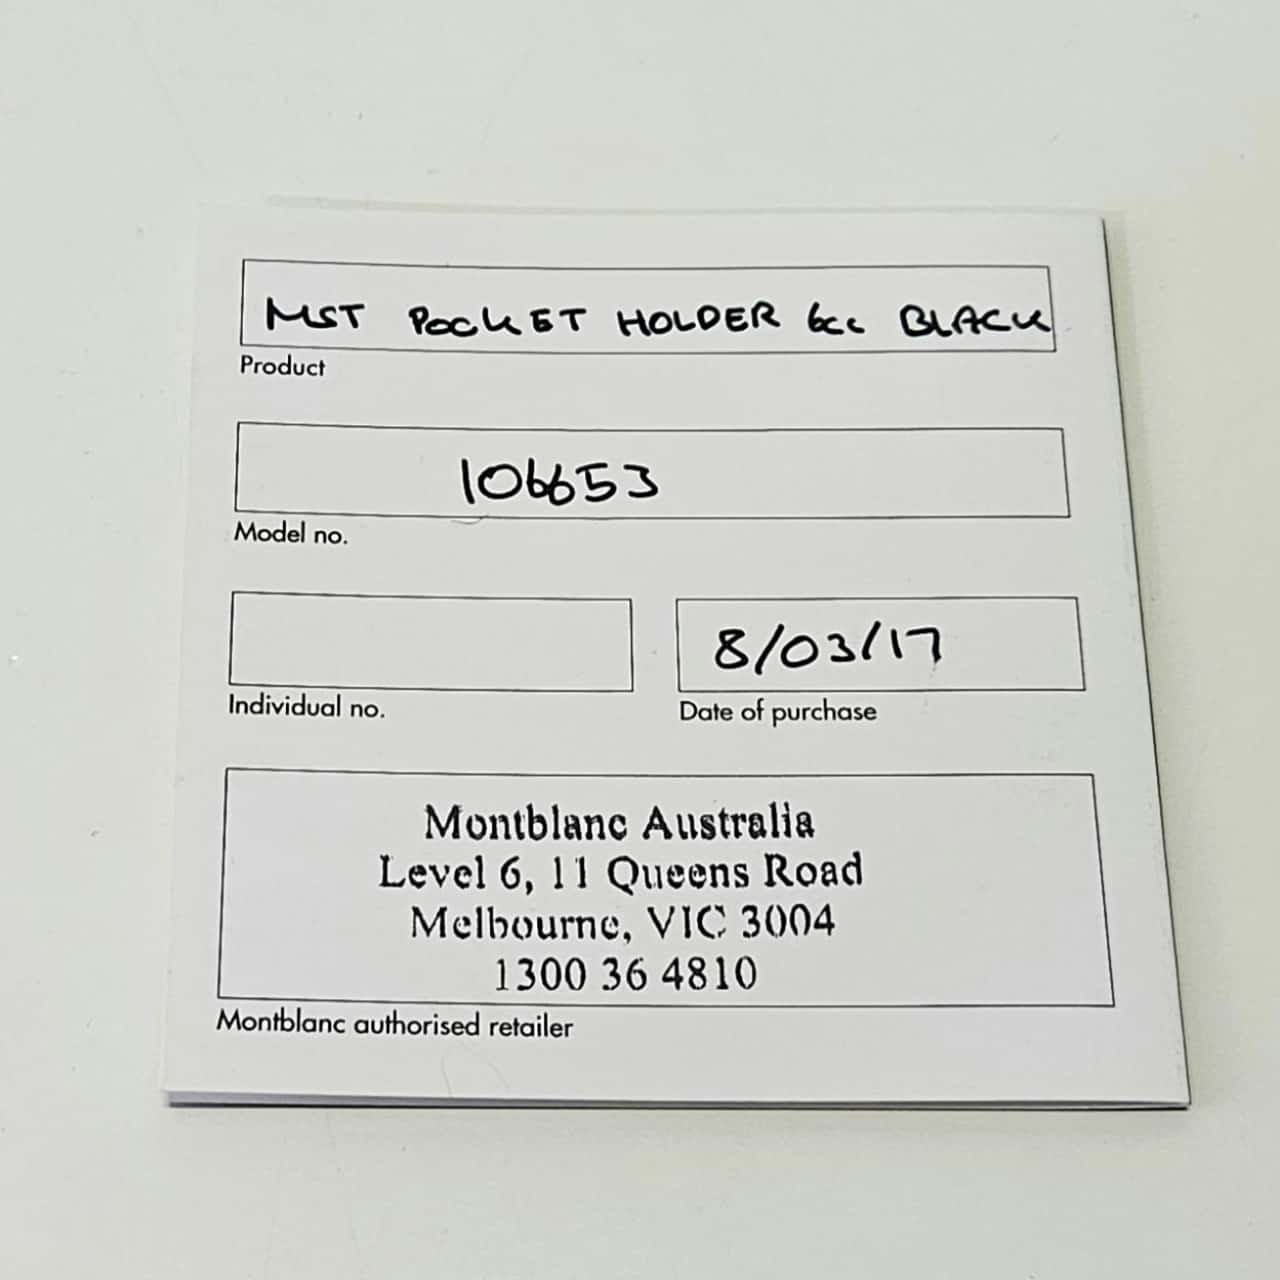 MST POCKET HOLDER 6cc BLACK
Product
106653
Model no.
Individual no.
8/03/17
Date of purchase
Montblanc Australia
Level 6, 11 Queens Road
Melbourne, VIC 3004
1300 36 4810
Montblanc authorised retailer